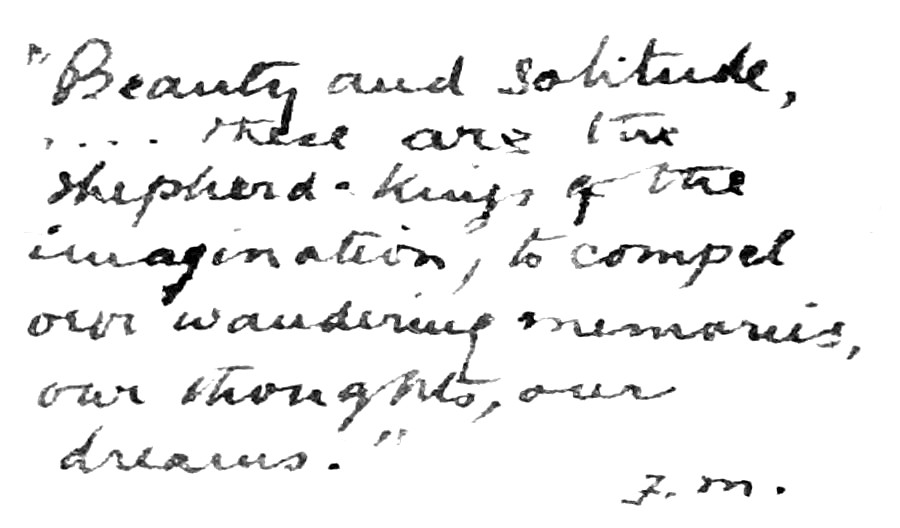 "Beauty and solitude,
.... these are the
shepherd-kings of the
imagination, to compel
our wandering memories,
our thoughts, our
dreams."
F. M.